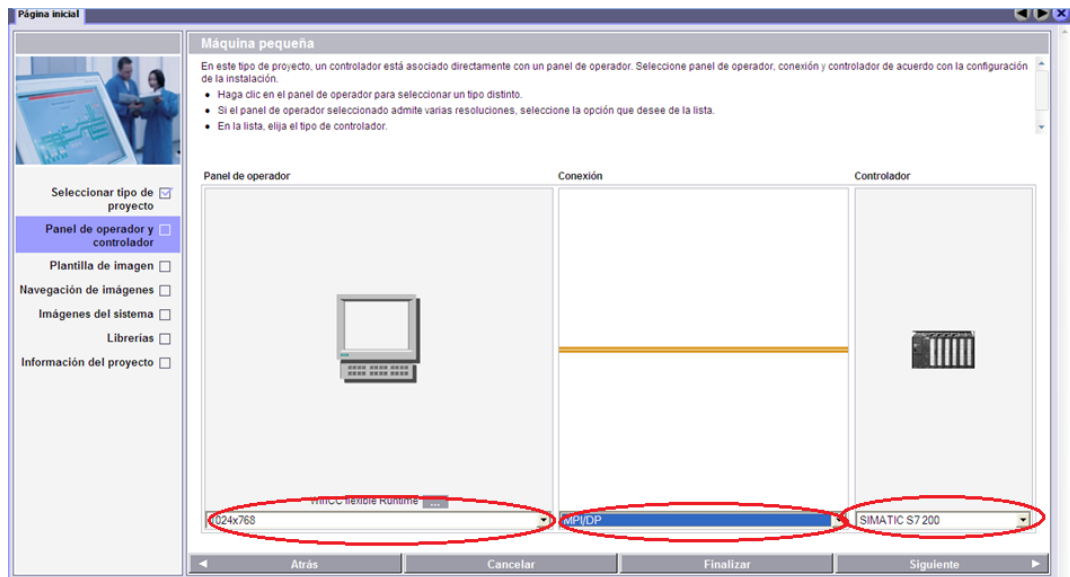 Página inicial
Máquina pequeña
En este tipo de proyecto, un controlador está asociado directamente con un panel de operador. Seleccione panel de operador, conexión y controlador de acuerdo con la configuración
de la instalación.
• Haga clic en el panel de operador para seleccionar un tipo distinto.
• Si el panel de operador seleccionado admite varias resoluciones, seleccione la opción que desee de la lista.
• En la lista, elija el tipo de controlador.
Seleccionar tipo de
proyecto
Panel de operador y
controlador
Plantilla de imagen
Navegación de imágenes
Imágenes del sistema
Librerías
Información del proyecto
Panel de operador
Conexión
Controlador
WinCC flexible Runtime ...
1024x768
MPI/DP
SIMATIC S7 200
Atrás
Cancelar
Finalizar
Siguiente